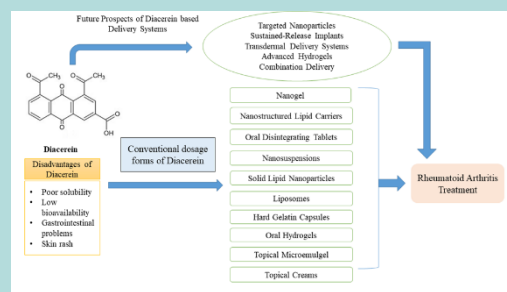 Future Prospects of Diacerein based
Delivery Systems
Targeted Nanoparticles
Sustained-Release Implants
Transdermal Delivery Systems
Advanced Hydrogels
Combination Delivery
CH₃
O
O
CH₃
O
O
O
OH
Diacerein
Disadvantages of
Diacerein
• Poor solubility
• Low
bioavailability
• Gastrointestinal
problems
• Skin rash
Conventional dosage
forms of Diacerein
Nanogel
Nanostructured Lipid Carriers
Oral Disintegrating Tablets
Nanosuspensions
Solid Lipid Nanoparticles
Liposomes
Hard Gelatin Capsules
Oral Hydrogels
Topical Microemulgel
Topical Creams
Rheumatoid Arthritis
Treatment